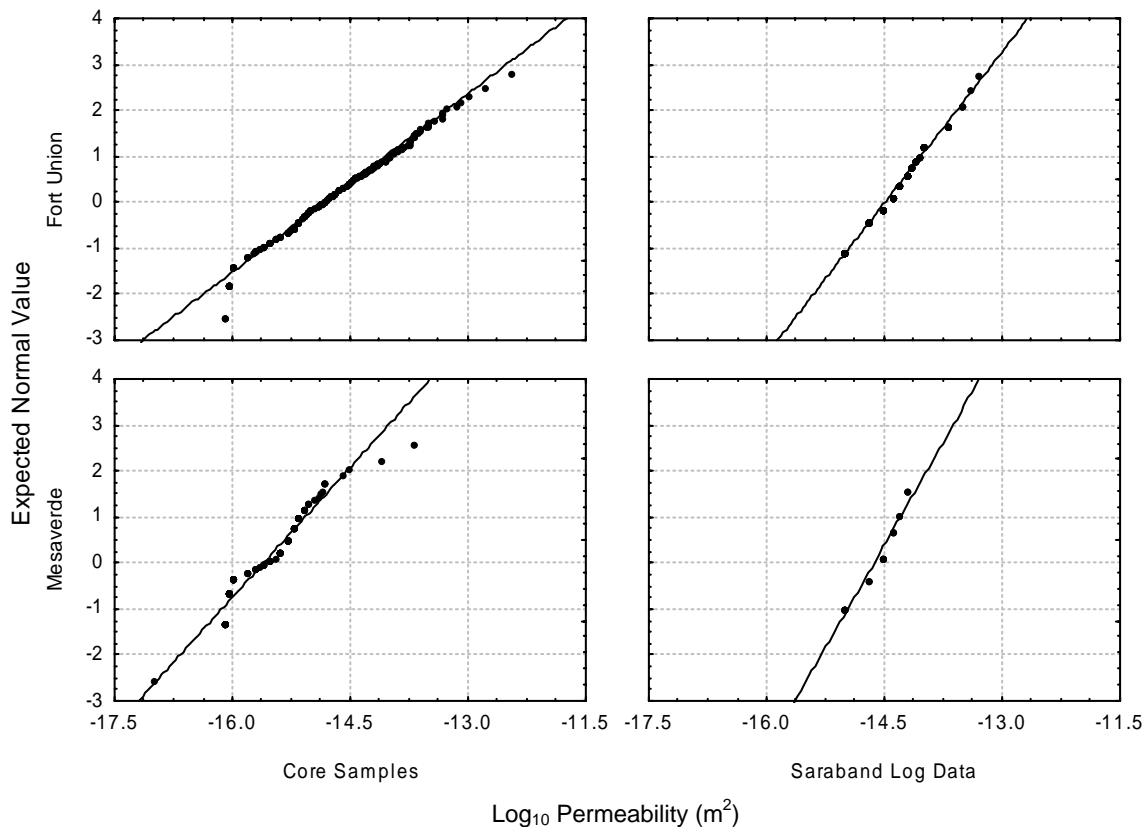 4
3
2
1
0
-1
-2
-3
Fort Union
4
3
2
1
0
-1
-2
-3
Mesaverde
Expected Normal Value
-17.5 -16.0 -14.5 -13.0 -11.5
-17.5 -16.0 -14.5 -13.0 -11.5
Core Samples
Saraband Log Data
Log₁₀ Permeability (m²)